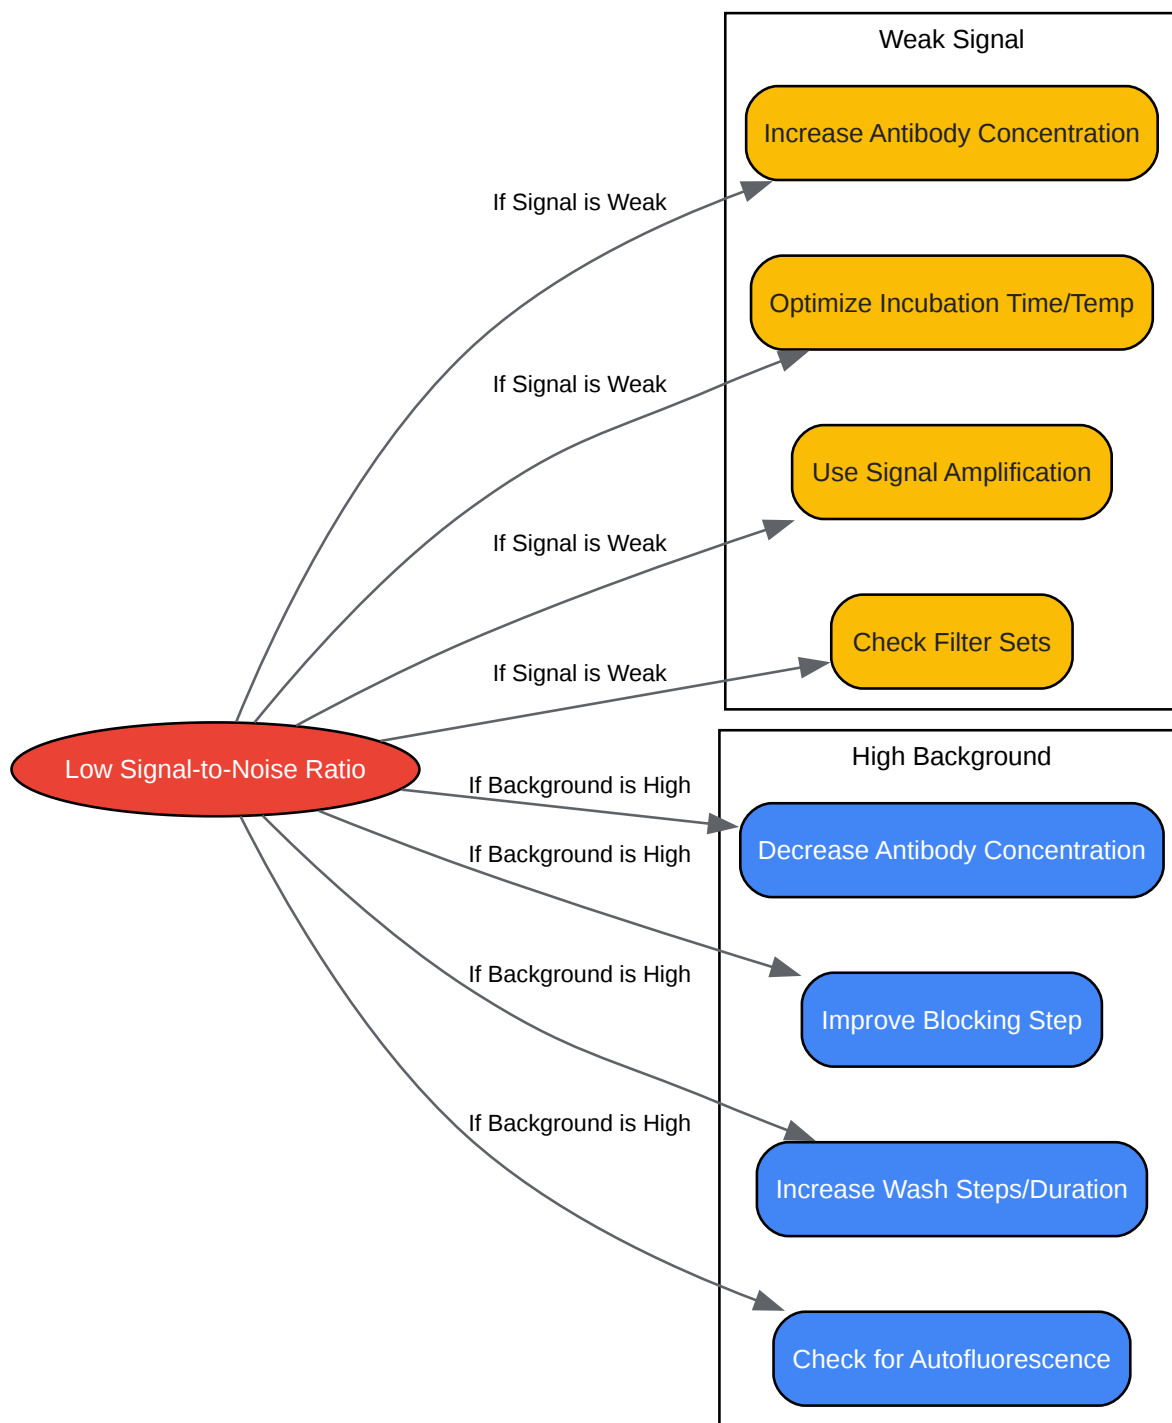 Weak Signal
Increase Antibody Concentration
If Signal is Weak
Optimize Incubation Time/Temp
If Signal is Weak
Use Signal Amplification
If Signal is Weak
Check Filter Sets
If Signal is Weak
Low Signal-to-Noise Ratio
High Background
If Background is High
Decrease Antibody Concentration
If Background is High
Improve Blocking Step
If Background is High
Increase Wash Steps/Duration
If Background is High
Check for Autofluorescence